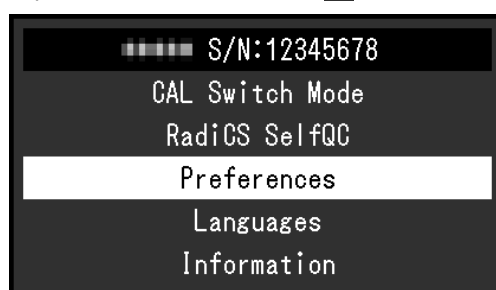 S/N:12345678
CAL Switch Mode
RadiCS SelfQC
Preferences
Languages
Information